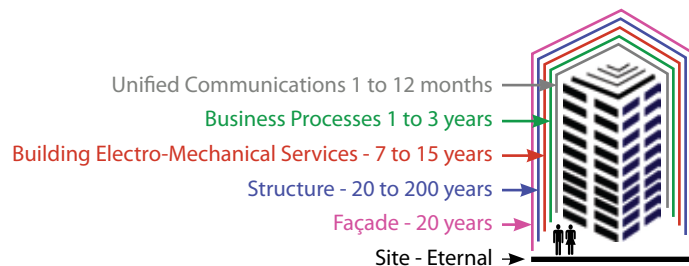 Unified Communications 1 to 12 months
Business Processes 1 to 3 years
Building Electro-Mechanical Services - 7 to 15 years
Structure - 20 to 200 years
Façade - 20 years
Site - Eternal